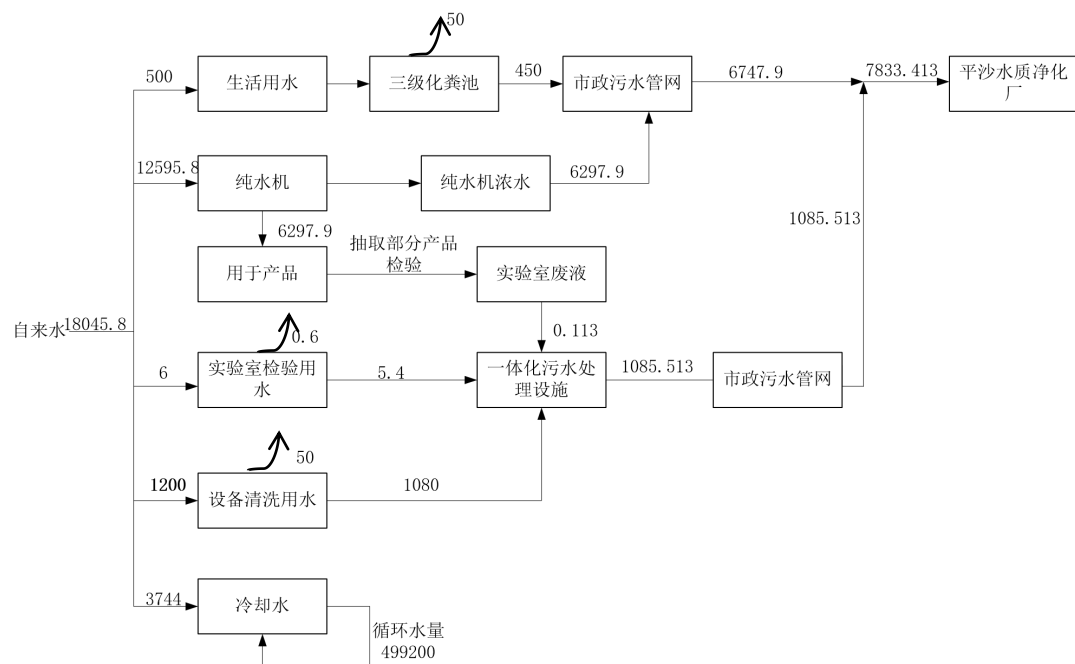 50
500
生活用水
三级化粪池
450
市政污水管网
6747.9
7833.413
平沙水质净化
厂
12595.8
纯水机
纯水机浓水
6297.9
1085.513
6297.9
抽取部分产品
检验
用于产品
实验室废液
自来水
18045.8
0.6
0.113
6
实验室检验用
水
5.4
一体化污水处
理设施
1085.513
市政污水管网
50
1200
设备清洗用水
1080
3744
冷却水
循环水量
499200